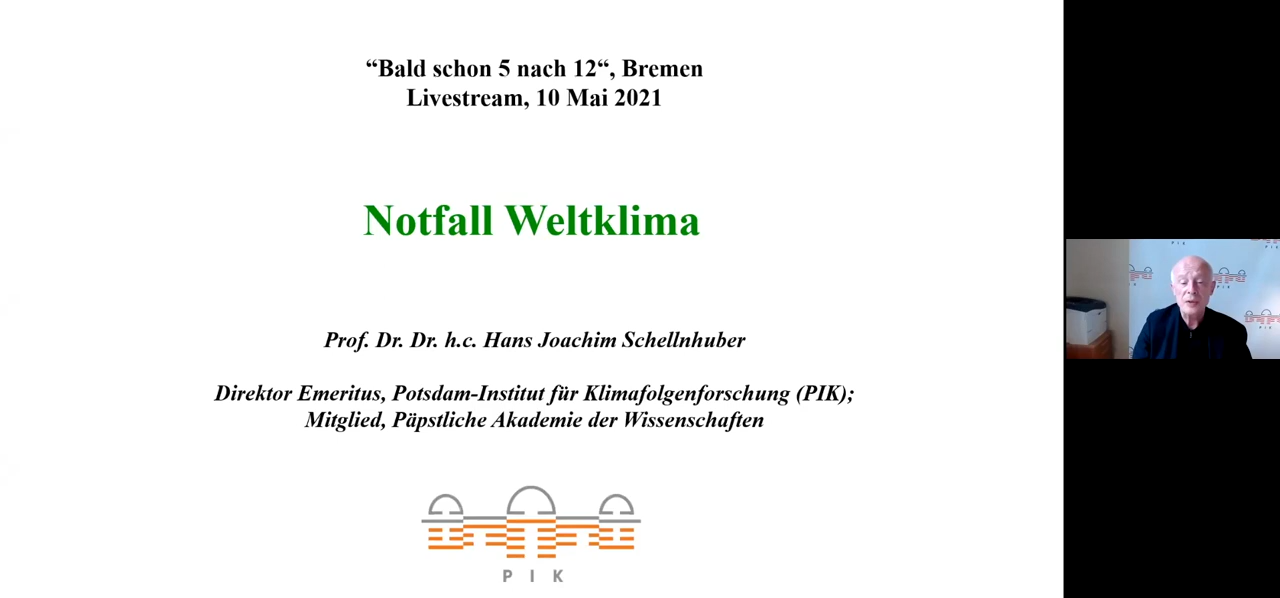 “Bald schon 5 nach 12“, Bremen
Livestream, 10 Mai 2021
Notfall Weltklima
Prof. Dr. Dr. h.c. Hans Joachim Schellnhuber
Direktor Emeritus, Potsdam-Institut für Klimafolgenforschung (PIK);
Mitglied, Päpstliche Akademie der Wissenschaften
P I K